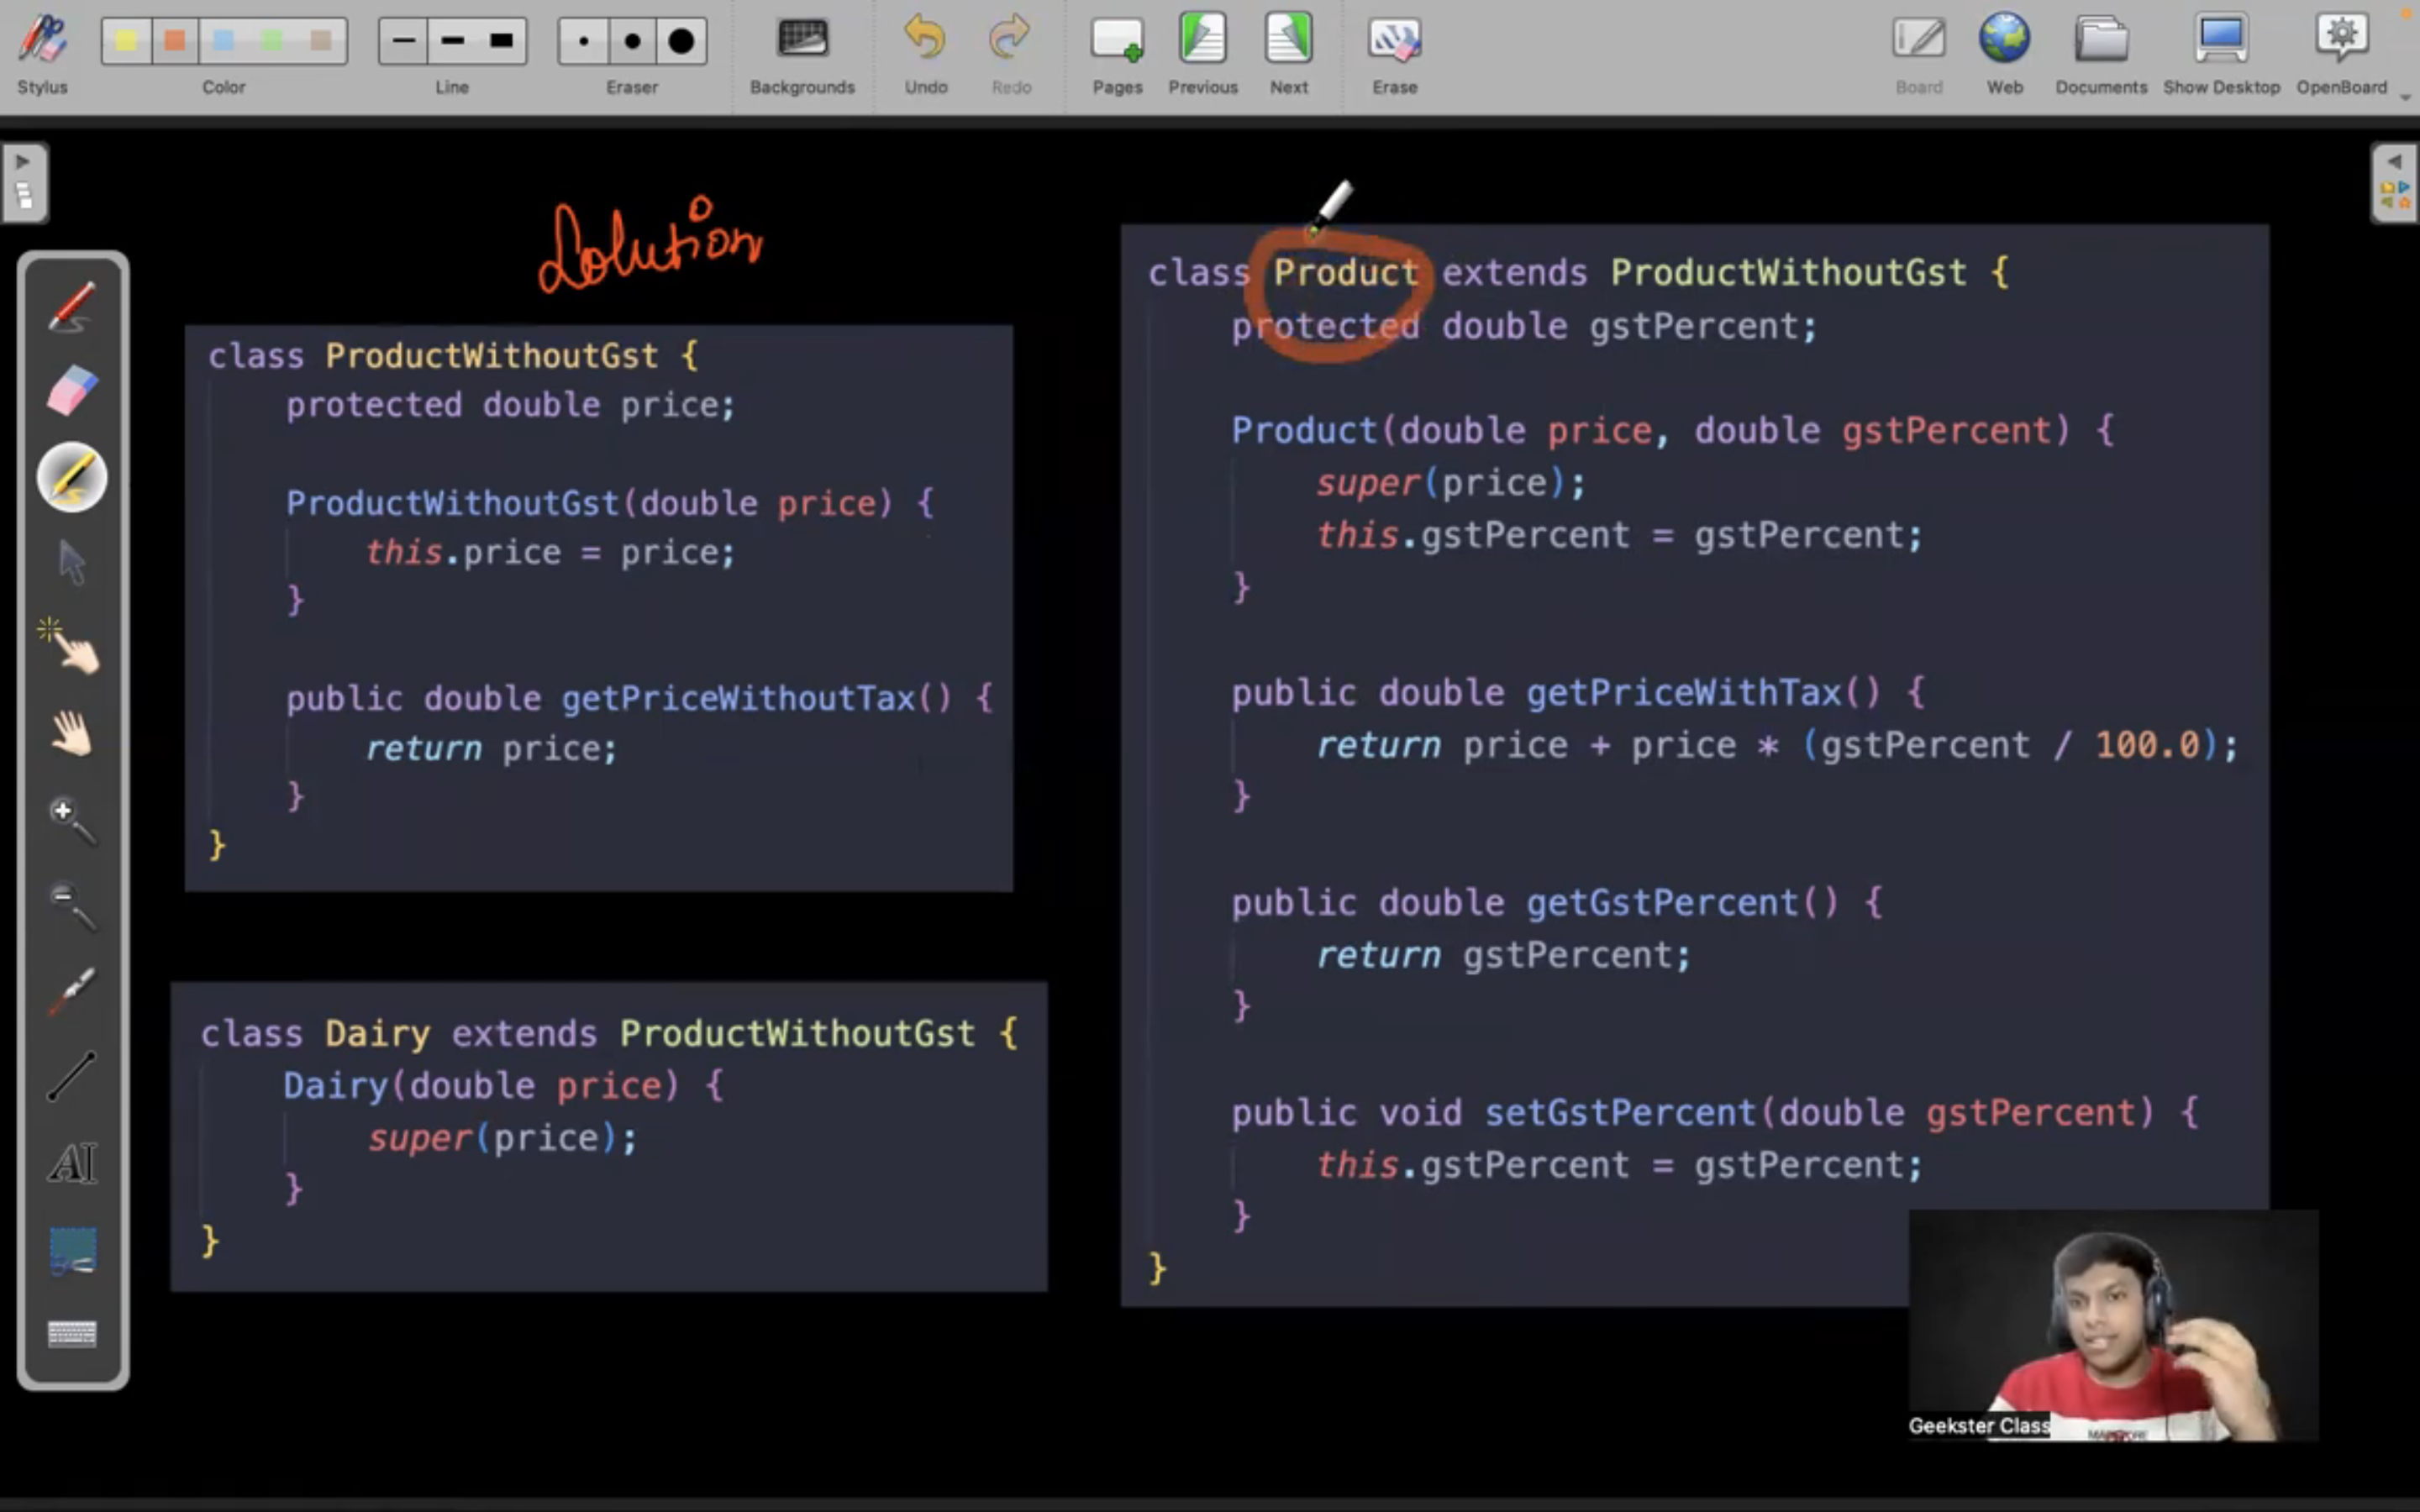 Stylus
Color
Line
Eraser
Backgrounds
Undo
Redo
Pages
Previous
Next
Erase
Board
Web
Documents
Show Desktop
OpenBoard
Solution
class ProductWithoutGst {
protected double price;
ProductWithoutGst(double price) {
this.price = price;
}
public double getPriceWithoutTax() {
return price;
}
}
class Dairy extends ProductWithoutGst {
Dairy(double price) {
super(price);
}
}
class Product extends ProductWithoutGst {
protected double gstPercent;
Product(double price, double gstPercent) {
super(price);
this.gstPercent = gstPercent;
}
public double getPriceWithTax() {
return price + price * (gstPercent / 100.0);
}
public double getGstPercent() {
return gstPercent;
}
public void setGstPercent(double gstPercent) {
this.gstPercent = gstPercent;
}
}
AI
Geekster Class